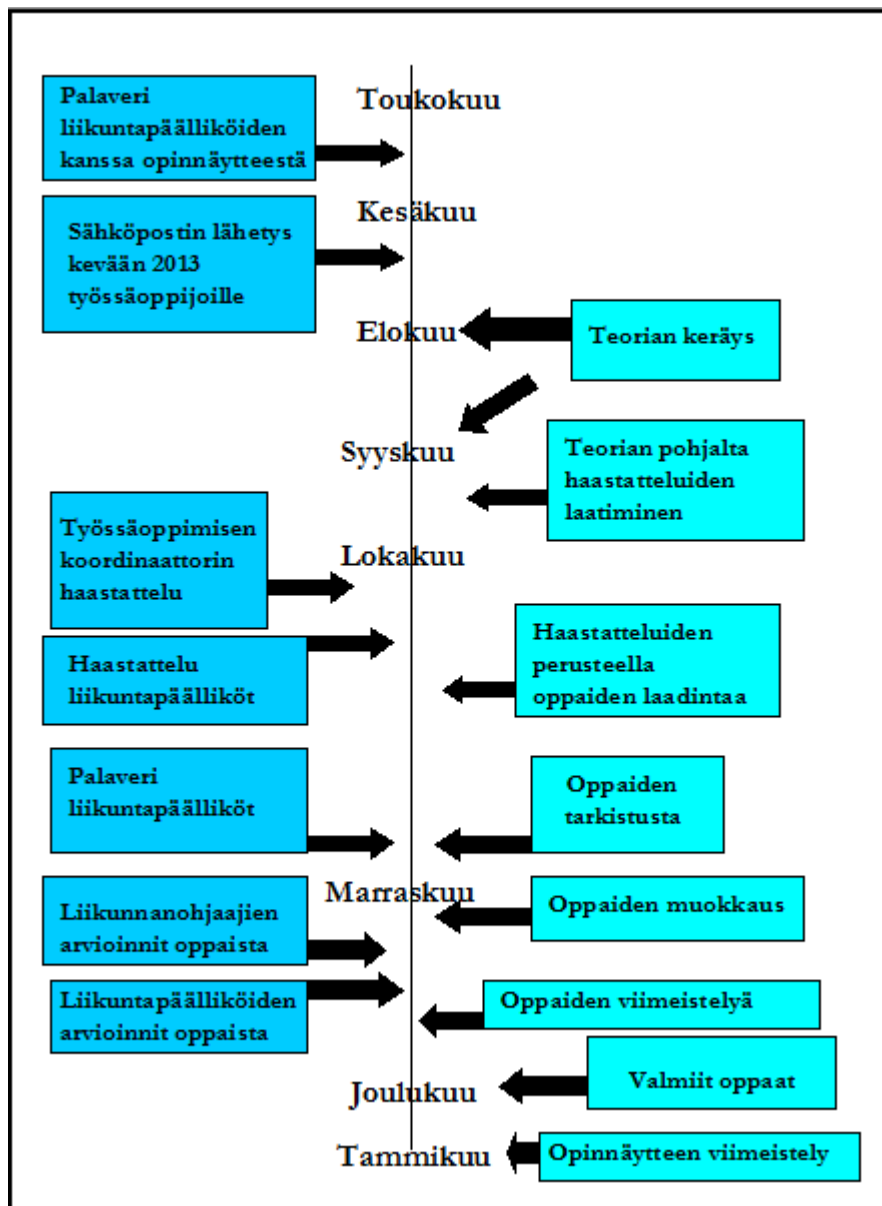 Toukokuu
Palaveri
liikuntapäälliköiden
kanssa opinnäytteestä
Kesäkuu
Sähköpostin lähetys
kevään 2013
työssäoppijoille
Elokuu
Teorian keräys
Syyskuu
Teorian pohjalta
haastatteluiden
laatiminen
Lokakuu
Työssäoppimisen
koordinaattorin
haastattelu
Haastattelu
liikuntapäälliköt
Haastatteluiden
perusteella
oppaiden laadintaa
Palaveri
liikuntapäälliköt
Oppaiden
tarkistusta
Marraskuu
Liikunnanohjaajien
arvioinnit oppaista
Oppaiden muokkaus
Liikuntapäälliköiden
arvioinnit oppaista
Oppaiden viimeistelyä
Joulukuu
Valmiit oppaat
Tammikuu
Opinnäytteen viimeistely